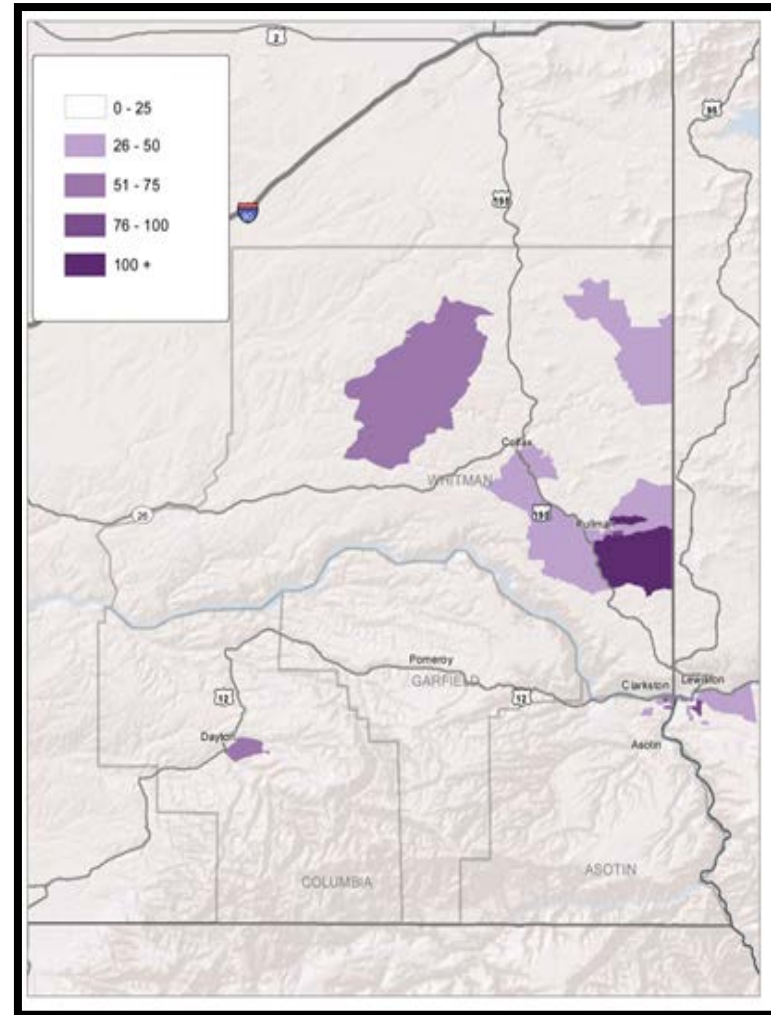 2
0 - 25
26 - 50
51 - 75
76 - 100
100 +
95
195
90
Colfax
WHITMAN
26
195
Pullman
Pomeroy
GARFIELD
Clarkston
Lewiston
12
12
Dayton
Asotin
COLUMBIA
ASOTIN